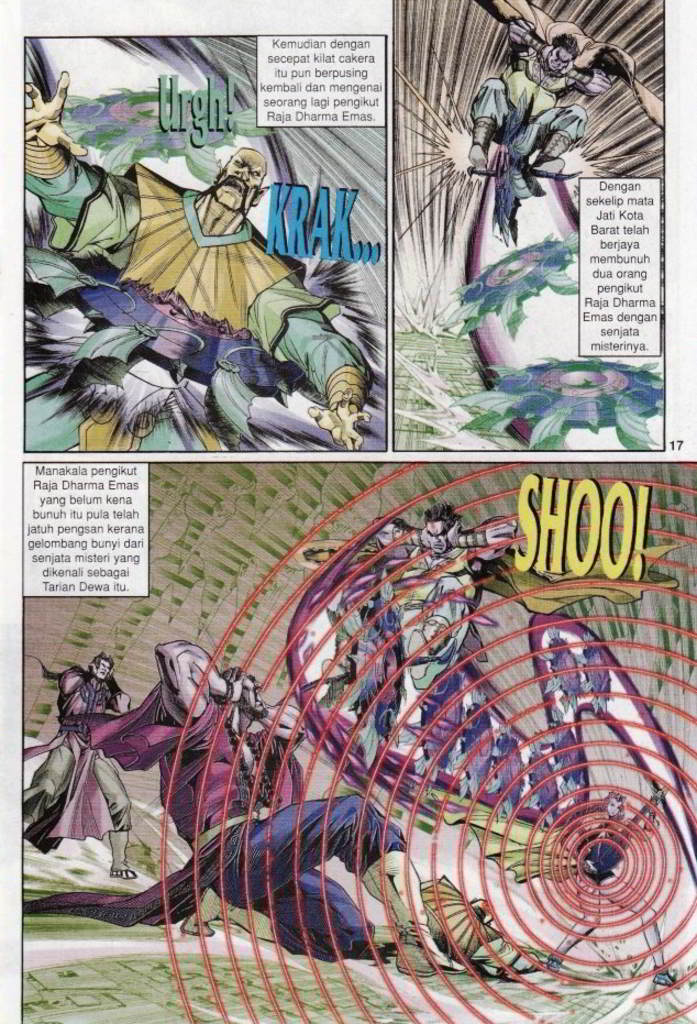 Kemudian dengan
secepat kilat cakera
itu pun berpusing
kembali dan mengenai
seorang lagi pengikut
Raja Dharma Emas.
Urgh!
KRAK...
Dengan
sekelip mata
Jati Kota
Barat telah
berjaya
membunuh
dua orang
pengikut
Raja Dharma
Emas dengan
senjata
misterinya.
17
Manakala pengikut
Raja Dharma Emas
yang belum kena
bunuh itu pula telah
jatuh pengsan kerana
gelombang bunyi dari
senjata misteri yang
dikenali sebagai
Tarian Dewa itu.
SHOO!